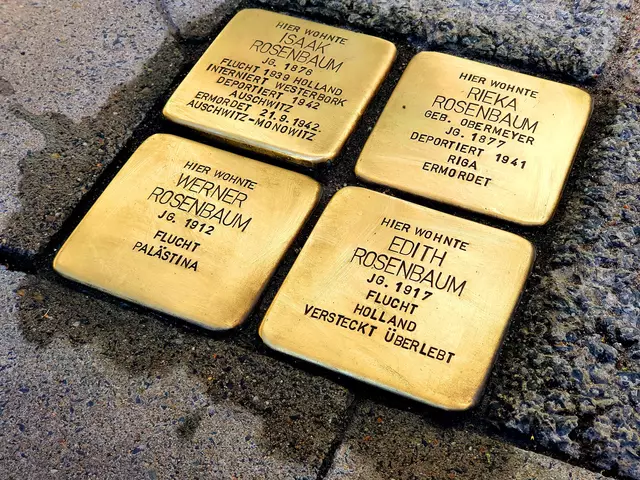 HIER WOHNTE
ISAAK
ROSENBAUM
JG. 1876
FLUCHT 1939 HOLLAND
INTERNIERT WESTERBORK
DEPORTIERT 1942
AUSCHWITZ
ERMORDET 21.9.1942
AUSCHWITZ-MONOWITZ
HIER WOHNTE
RIEKA
ROSENBAUM
GEB. OBERMEYER
JG. 1877
DEPORTIERT 1941
RIGA
ERMORDET
HIER WOHNTE
WERNER
ROSENBAUM
JG. 1912
FLUCHT
PALÄSTINA
HIER WOHNTE
EDITH
ROSENBAUM
JG. 1917
FLUCHT
HOLLAND
VERSTECKT ÜBERLEBT